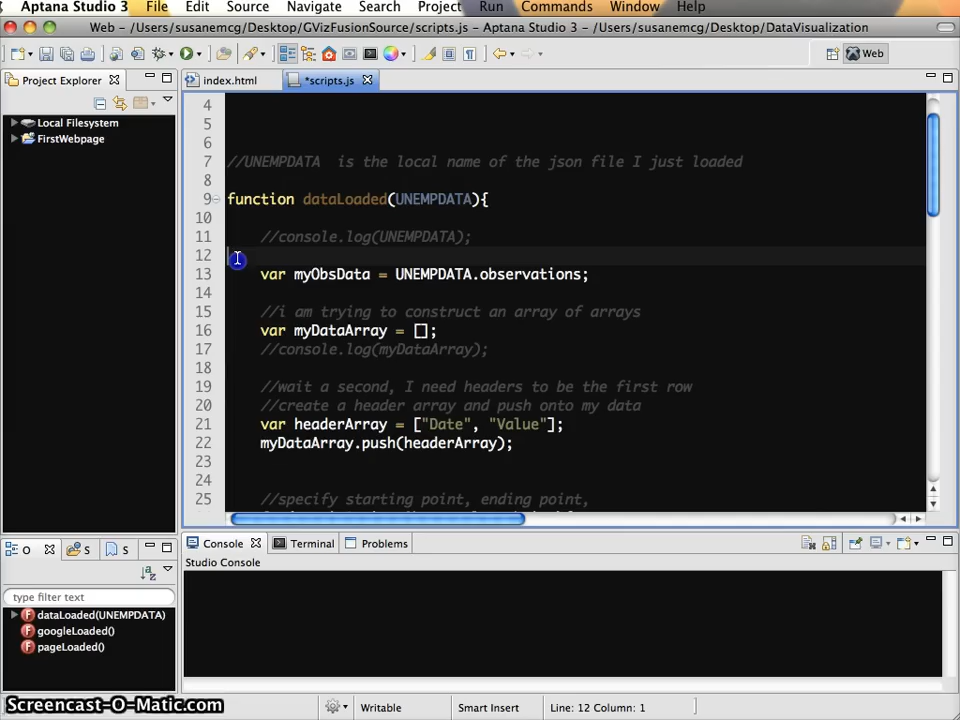 Aptana Studio 3 File Edit Source Navigate Search Project Run Commands Window Help
Web – /Users/susanemcg/Desktop/GVizFusionSource/scripts.js – Aptana Studio 3 – /Users/susanemcg/Desktop/DataVisualization
Web
Project Explorer
Local Filesystem
FirstWebpage
index.html
*scripts.js
4
5
6
7 //UNEMPDATA is the local name of the json file I just loaded
8
9 function dataLoaded(UNEMPDATA){
10
11 //console.log(UNEMPDATA);
12
13 var myObsData = UNEMPDATA.observations;
14
15 //i am trying to construct an array of arrays
16 var myDataArray = [];
17 //console.log(myDataArray);
18
19 //wait a second, I need headers to be the first row
20 //create a header array and push onto my data
21 var headerArray = ["Date", "Value"];
22 myDataArray.push(headerArray);
23
24
25 //specify starting point, ending point,
O S S
type filter text
dataLoaded(UNEMPDATA)
googleLoaded()
pageLoaded()
Console Terminal Problems
Studio Console
Writable Smart Insert Line: 12 Column: 1
Screencast-O-Matic.com